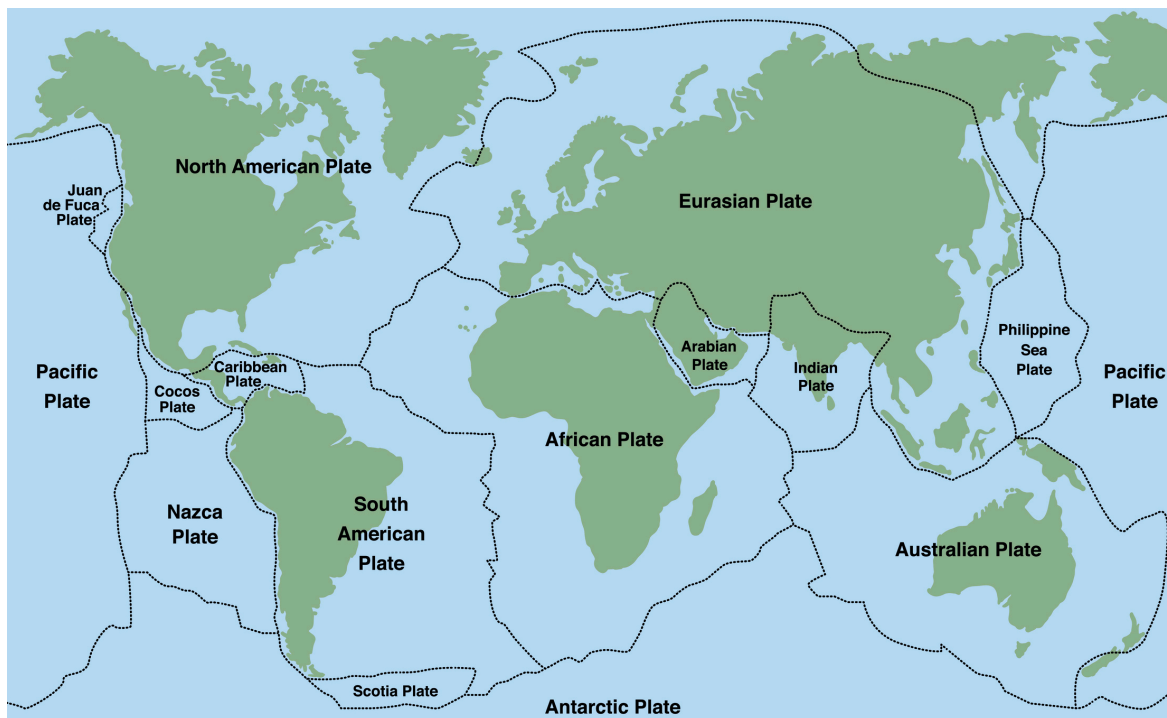 North American Plate
Juan
de Fuca
Plate
Eurasian Plate
Philippine
Sea
Plate
Arabian
Plate
Indian
Plate
Caribbean
Plate
Cocos
Plate
Pacific
Plate
Pacific
Plate
African Plate
Nazca
Plate
South
American
Plate
Australian Plate
Scotia Plate
Antarctic Plate